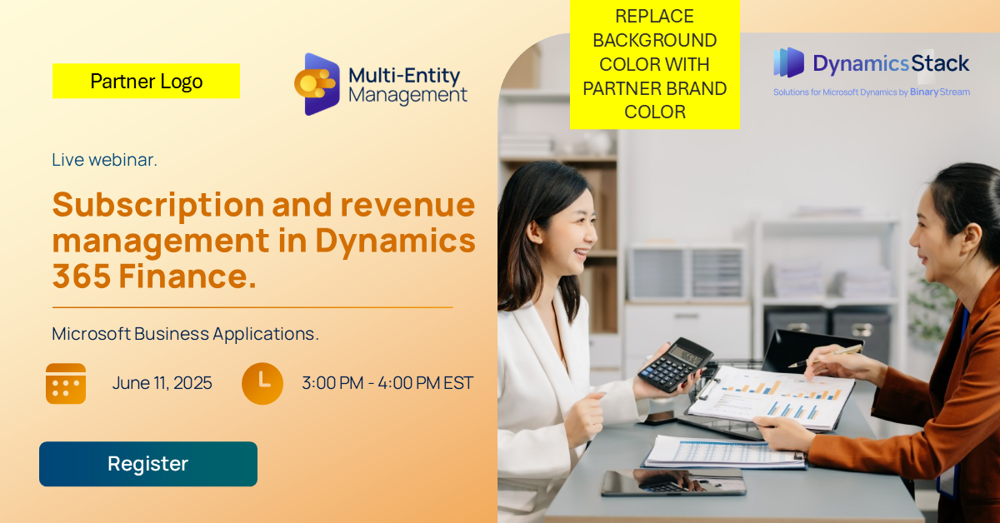 Partner Logo
Multi-Entity
Management
REPLACE
BACKGROUND
COLOR WITH
PARTNER BRAND
COLOR
DynamicsStack
Solutions for Microsoft Dynamics by BinaryStream
Live webinar.
Subscription and revenue
management in Dynamics
365 Finance.
Microsoft Business Applications.
June 11, 2025
3:00 PM - 4:00 PM EST
Register